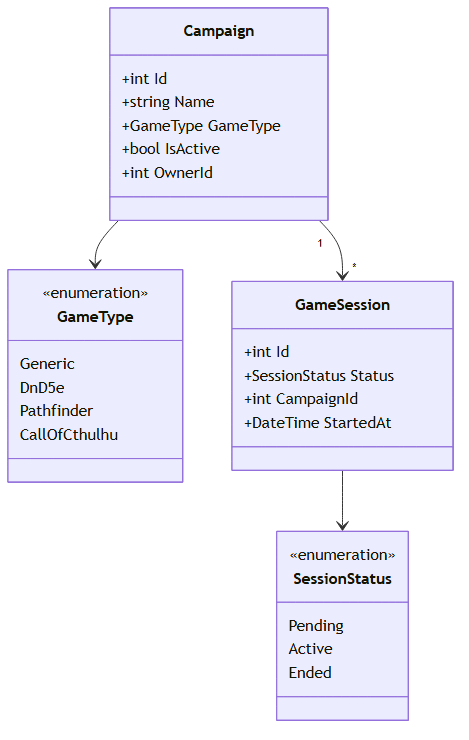 Campaign
+int Id
+string Name
+GameType GameType
+bool IsActive
+int OwnerId
1
*
«enumeration»
GameType
Generic
DnD5e
Pathfinder
CallOfCthulhu
GameSession
+int Id
+SessionStatus Status
+int CampaignId
+DateTime StartedAt
«enumeration»
SessionStatus
Pending
Active
Ended